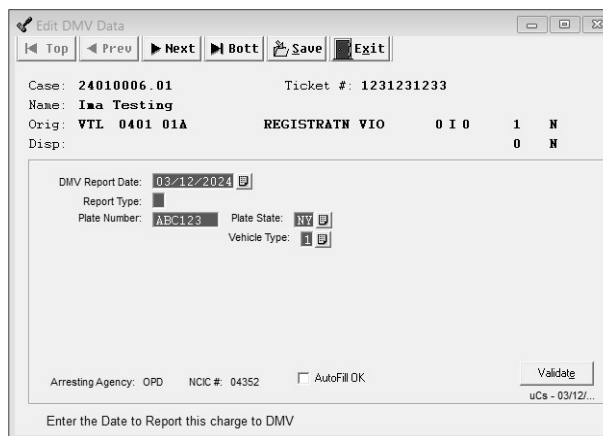 Edit DMV Data
Top Prev Next Bott Save Exit
Case: 24010006.01 Ticket #: 1231231233
Name: Ima Testing
Orig: VTL 0401 01A REGISTRATN VIO 0 I 0 1 N
Disp: 0 N
DMV Report Date: 03/12/2024
Report Type:
Plate Number: ABC123 Plate State: NY
Vehicle Type: 1
Arresting Agency: OPD NCIC #: 04352 AutoFill OK Validate
uCs - 03/12/...
Enter the Date to Report this charge to DMV